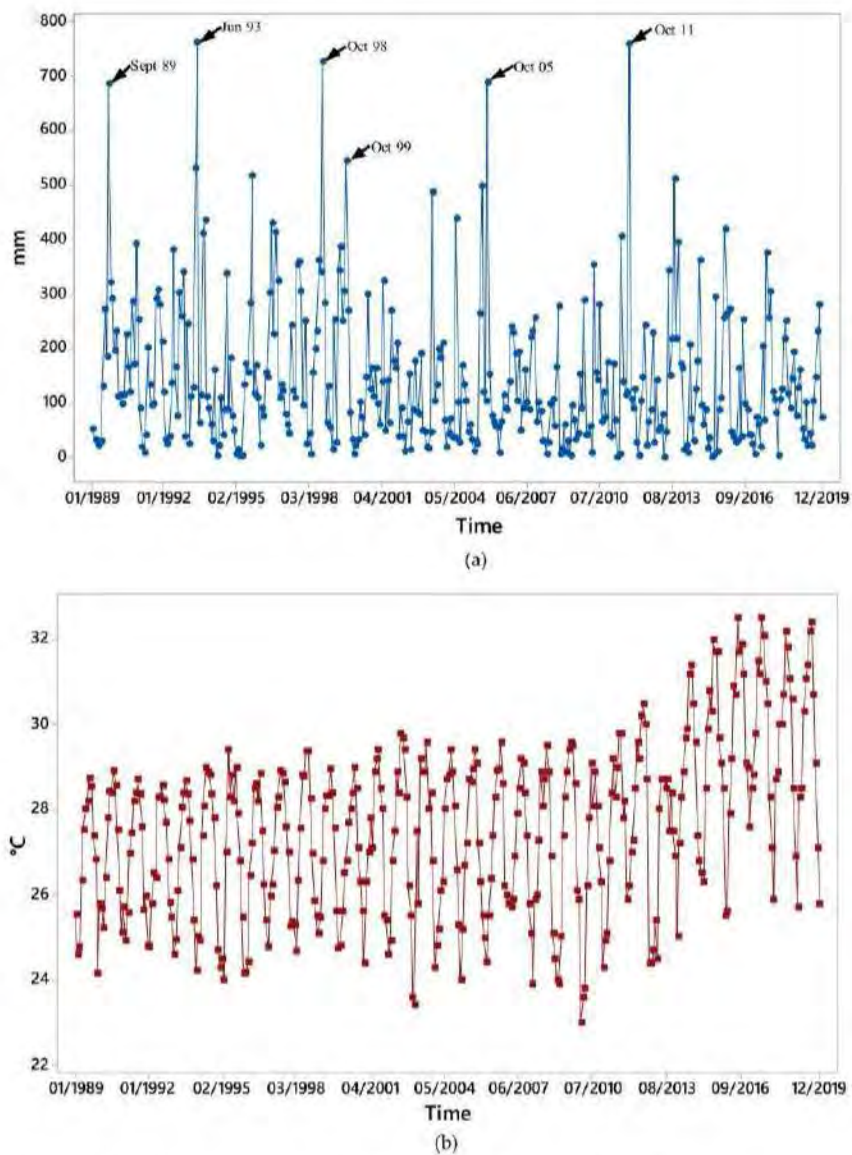 800
Jun 93
Oct 98
Oct 11
Sept 89
Oct 05
700
600
Oct 99
500
400
mm
300
200
100
0
01/1989 01/1992 02/1995 03/1998 04/2001 05/2004 06/2007 07/2010 08/2013 09/2016 12/2019
Time
(a)
32
30
28
°C
26
24
22
01/1989 01/1992 02/1995 03/1998 04/2001 05/2004 06/2007 07/2010 08/2013 09/2016 12/2019
Time
(b)